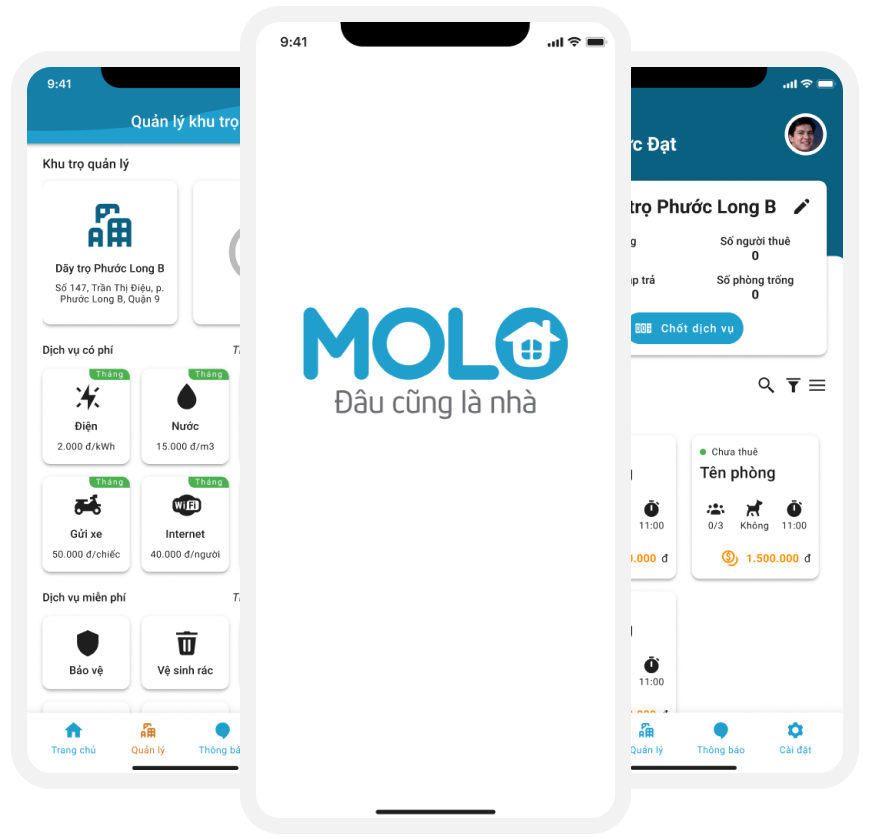 9:41
Quản lý khu trọ
Khu trọ quản lý
Dãy trọ Phước Long B
Số 147, Trần Thị Điệu, p.
Phước Long B, Quận 9
Dịch vụ có phí
Tháng
Điện
2.000 đ/kWh
Tháng
Nước
15.000 đ/m3
Tháng
Gửi xe
50.000 đ/chiếc
Tháng
WiFi
Internet
40.000 đ/người
Dịch vụ miễn phí
Bảo vệ
Vệ sinh rác
Trang chủ
Quản lý
Thông bá
9:41
MOLO
Đâu cũng là nhà
Đạt
trọ Phước Long B
Số người thuê
0
trả
Số phòng trống
0
Chốt dịch vụ
11:00
.000 đ
Chưa thuê
Tên phòng
0/3
Không
11:00
1.500.000 đ
11:00
Quản lý
Thông báo
Cài đặt